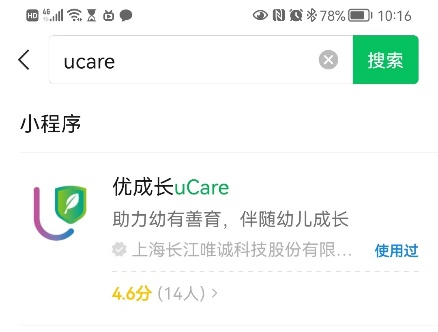 HD 4G 78% 10:16
ucare
搜索
小程序
优成长uCare
助力幼有善育，伴随幼儿成长
上海长江唯诚科技股份有限... 使用过
4.6分 (14人)